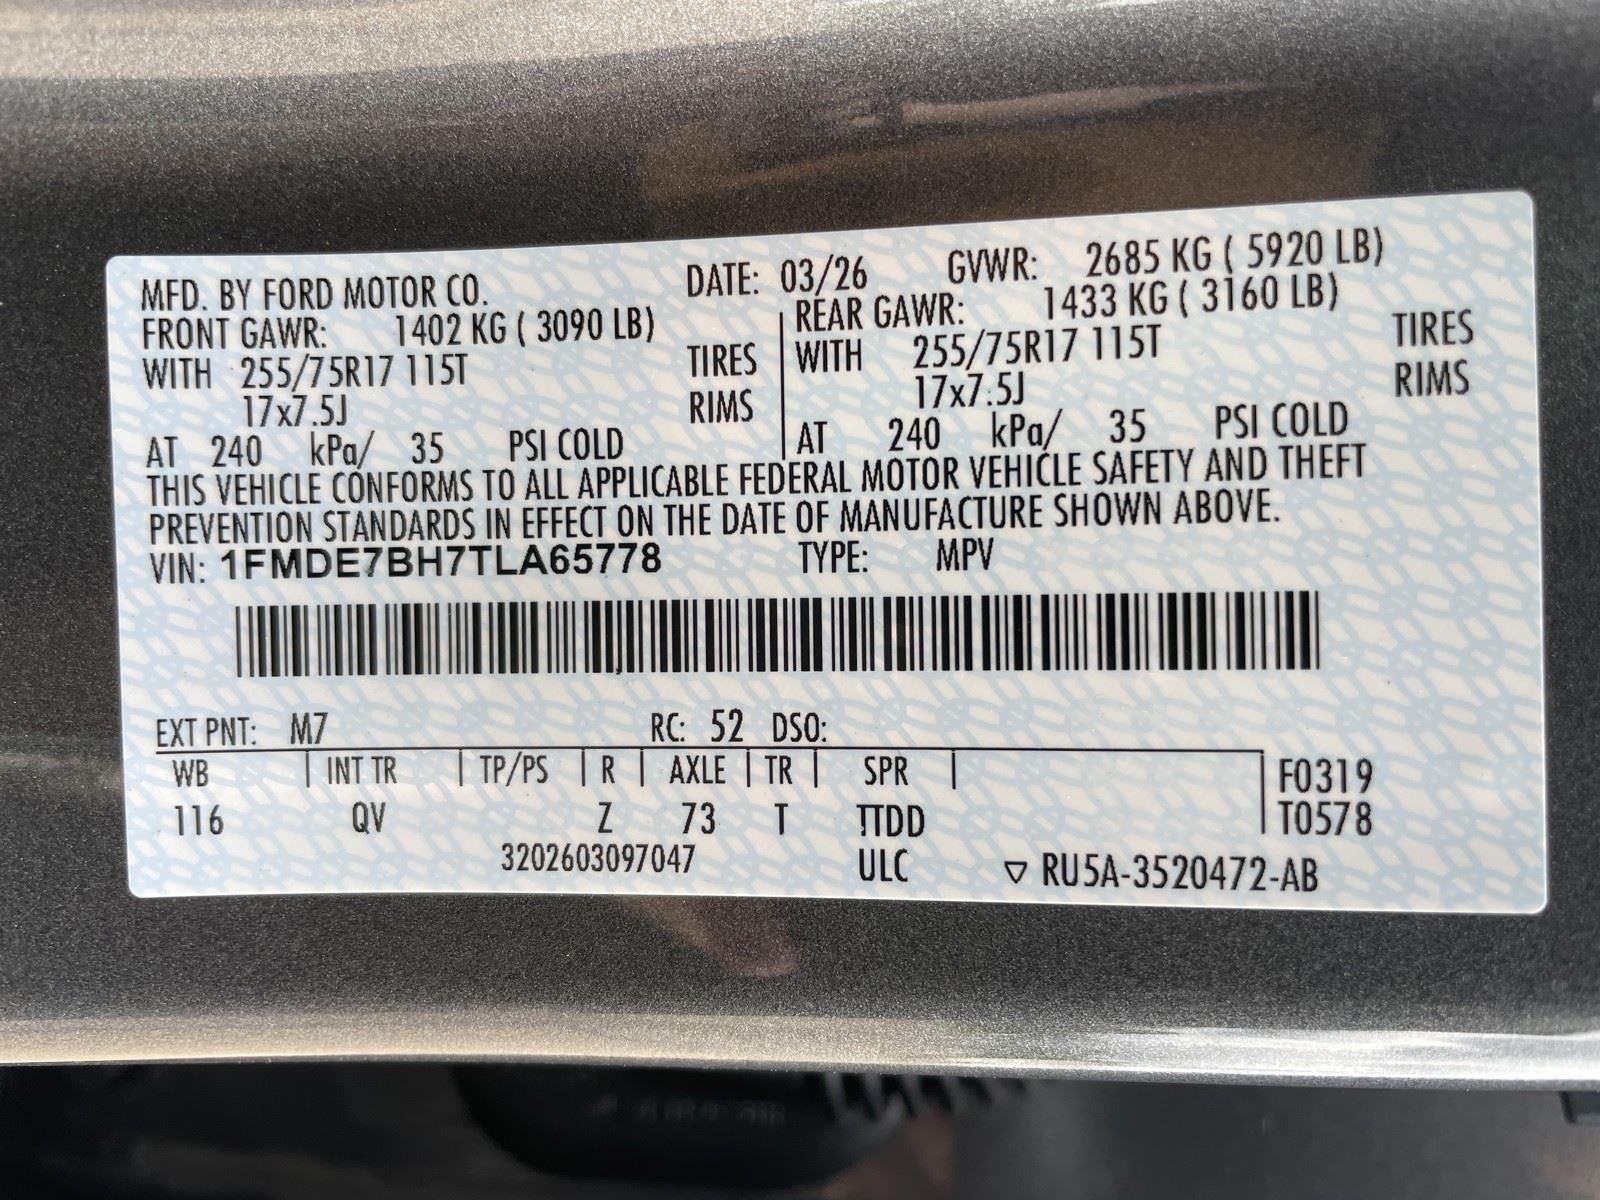 MFD. BY FORD MOTOR CO. DATE: 03/26 GVWR: 2685 KG ( 5920 LB)
FRONT GAWR: 1402 KG ( 3090 LB) REAR GAWR: 1433 KG ( 3160 LB)
WITH 255/75R17 115T TIRES WITH 255/75R17 115T TIRES
17x7.5J RIMS 17x7.5J RIMS
AT 240 kPa/ 35 PSI COLD AT 240 kPa/ 35 PSI COLD
THIS VEHICLE CONFORMS TO ALL APPLICABLE FEDERAL MOTOR VEHICLE SAFETY AND THEFT
PREVENTION STANDARDS IN EFFECT ON THE DATE OF MANUFACTURE SHOWN ABOVE.
VIN: 1FMDE7BH7TLA65778 TYPE: MPV
EXT PNT: M7 RC: 52 DSO:
WB INT TR TP/PS R AXLE TR SPR F0319
116 QV Z 73 T TTDD T0578
3202603097047 ULC ▽ RU5A-3520472-AB